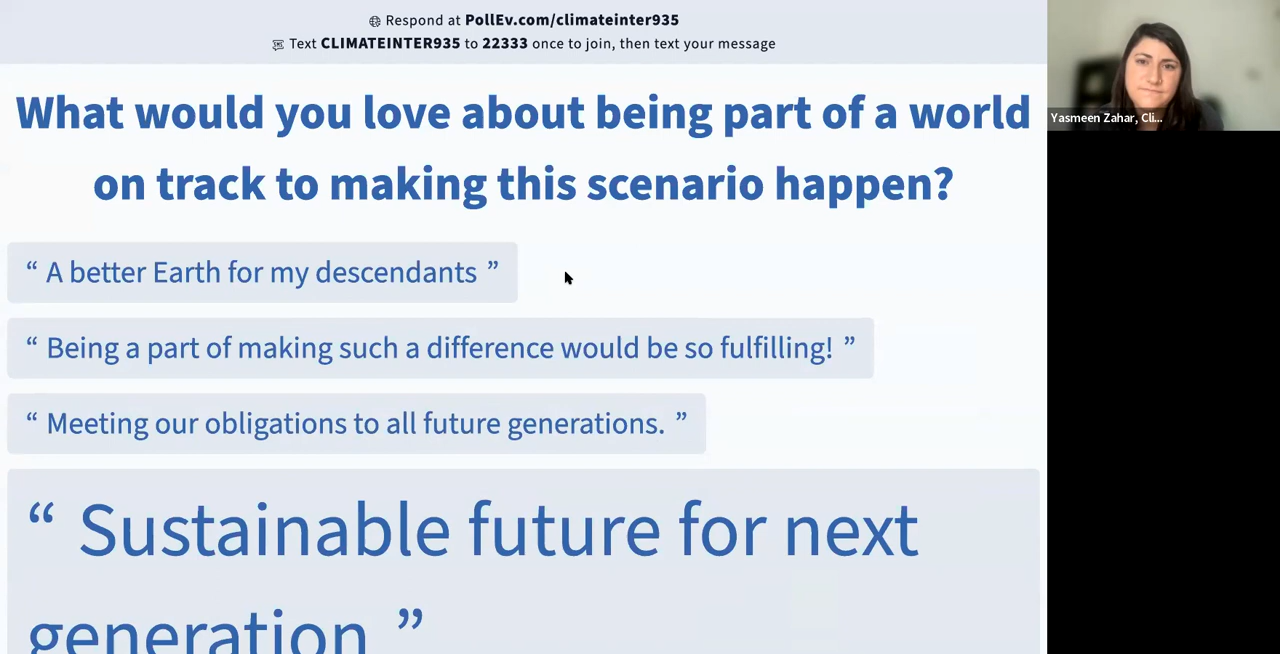 Respond at PollEv.com/climateinter935
Text CLIMATEINTER935 to 22333 once to join, then text your message
What would you love about being part of a world
on track to making this scenario happen?
“ A better Earth for my descendants ”
“ Being a part of making such a difference would be so fulfilling! ”
“ Meeting our obligations to all future generations. ”
“ Sustainable future for next
generation ”
Yasmeen Zahar, Cli...